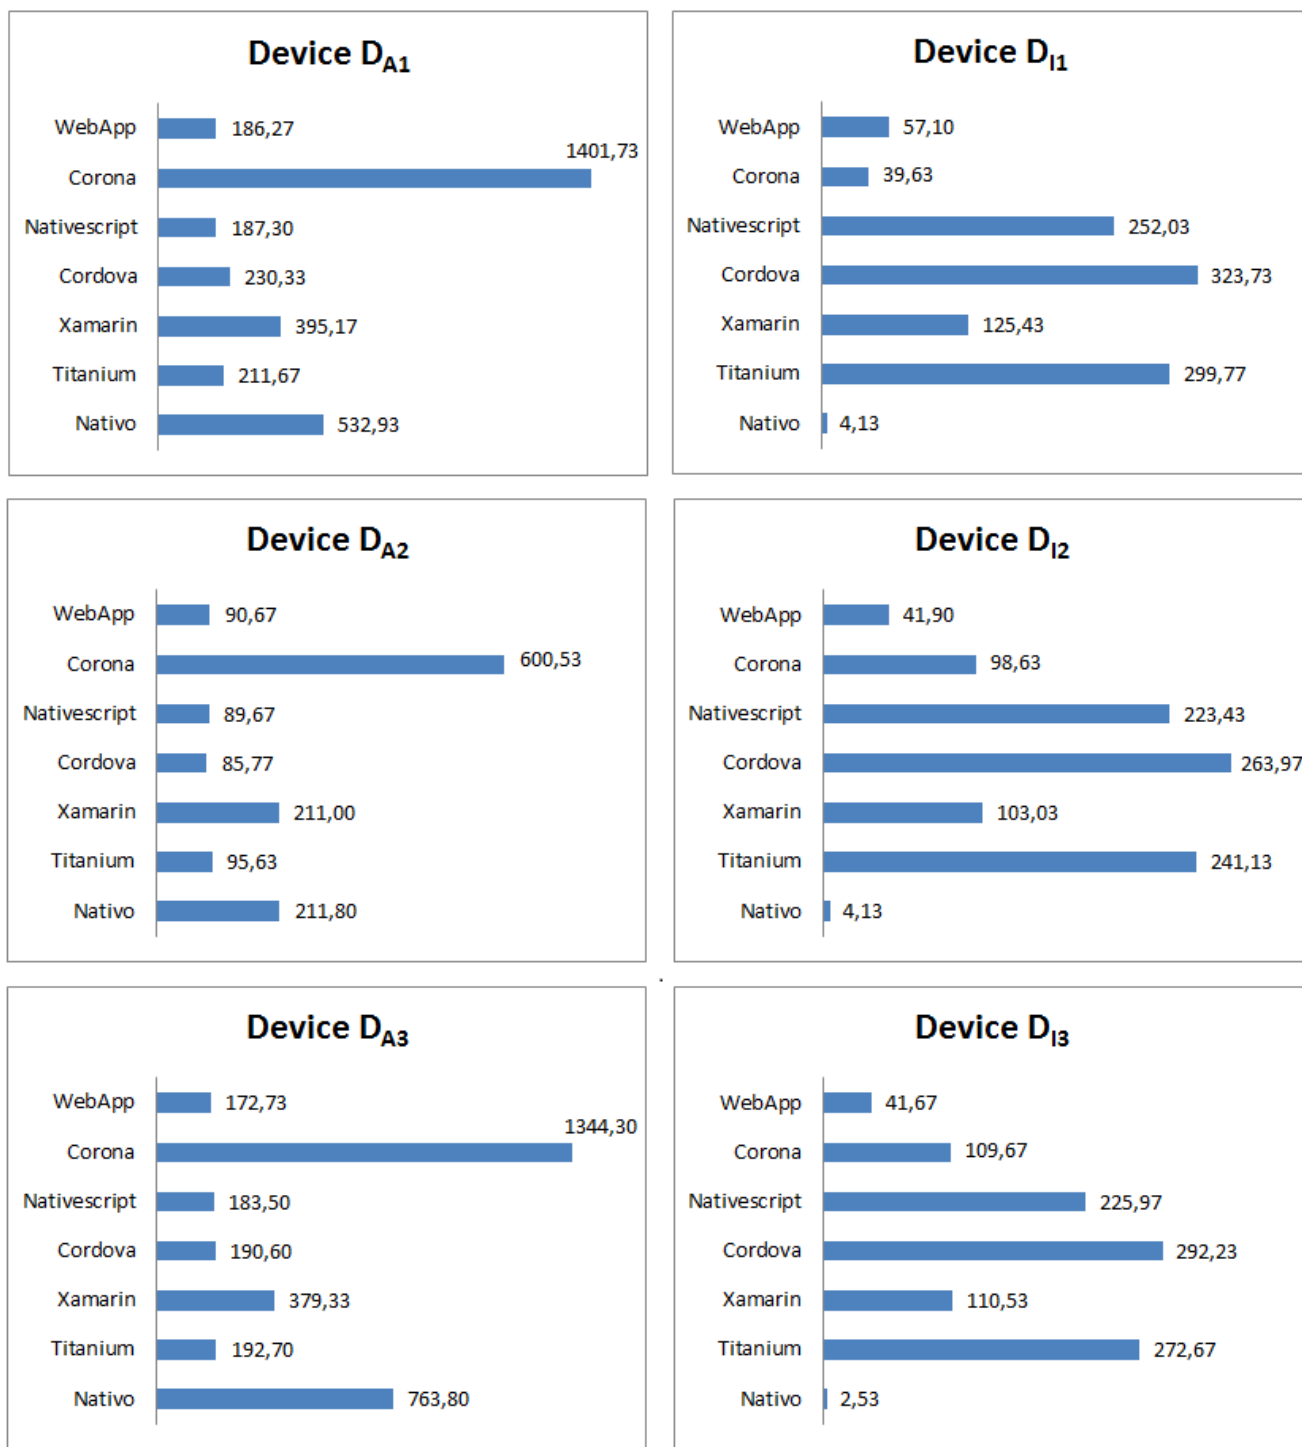 Device DA1
WebApp 186,27
Corona 1401,73
Nativescript 187,30
Cordova 230,33
Xamarin 395,17
Titanium 211,67
Nativo 532,93
Device DI1
WebApp 57,10
Corona 39,63
Nativescript 252,03
Cordova 323,73
Xamarin 125,43
Titanium 299,77
Nativo 4,13
Device DA2
WebApp 90,67
Corona 600,53
Nativescript 89,67
Cordova 85,77
Xamarin 211,00
Titanium 95,63
Nativo 211,80
Device DI2
WebApp 41,90
Corona 98,63
Nativescript 223,43
Cordova 263,97
Xamarin 103,03
Titanium 241,13
Nativo 4,13
Device DA3
WebApp 172,73
Corona 1344,30
Nativescript 183,50
Cordova 190,60
Xamarin 379,33
Titanium 192,70
Nativo 763,80
Device DI3
WebApp 41,67
Corona 109,67
Nativescript 225,97
Cordova 292,23
Xamarin 110,53
Titanium 272,67
Nativo 2,53